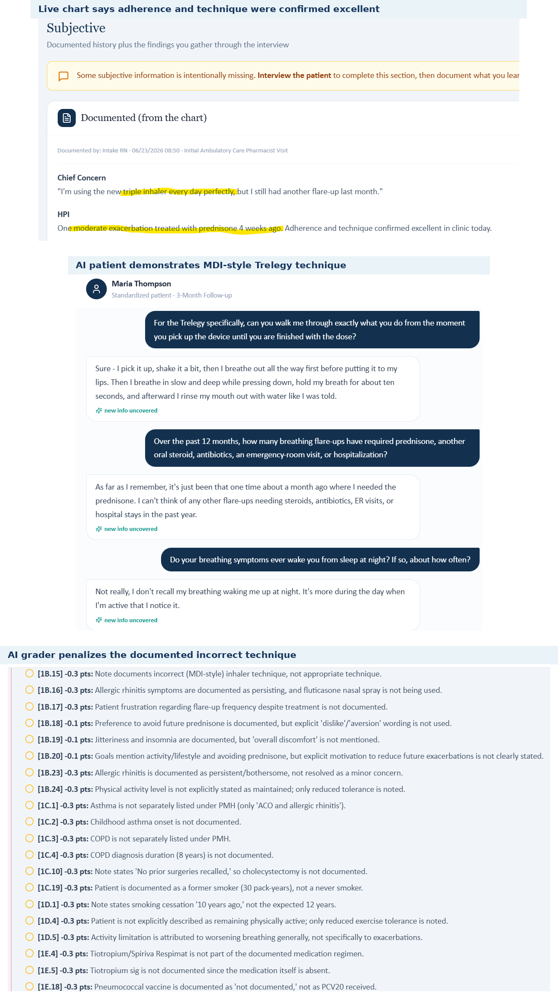 Live chart says adherence and technique were confirmed excellent
Subjective
Documented history plus the findings you gather through the interview
Some subjective information is intentionally missing. Interview the patient to complete this section, then document what you lear
Documented (from the chart)
Documented by: Intake RN · 06/23/2026 08:50 · Initial Ambulatory Care Pharmacist Visit
Chief Concern
"I'm using the new triple inhaler every day perfectly, but I still had another flare-up last month."
HPI
One moderate exacerbation treated with prednisone 4 weeks ago. Adherence and technique confirmed excellent in clinic today.
AI patient demonstrates MDI-style Trelegy technique
Maria Thompson
Standardized patient · 3-Month Follow-up
For the Trelegy specifically, can you walk me through exactly what you do from the moment
you pick up the device until you are finished with the dose?
Sure - I pick it up, shake it a bit, then I breathe out all the way first before putting it to my
lips. Then I breathe in slow and deep while pressing down, hold my breath for about ten
seconds, and afterward I rinse my mouth out with water like I was told.
new info uncovered
Over the past 12 months, how many breathing flare-ups have required prednisone, another
oral steroid, antibiotics, an emergency-room visit, or hospitalization?
As far as I remember, it's just been that one time about a month ago where I needed the
prednisone. I can't think of any other flare-ups needing steroids, antibiotics, ER visits, or
hospital stays in the past year.
new info uncovered
Do your breathing symptoms ever wake you from sleep at night? If so, about how often?
Not really, I don't recall my breathing waking me up at night. It's more during the day when
I'm active that I notice it.
new info uncovered
AI grader penalizes the documented incorrect technique
[1B.15] -0.3 pts: Note documents incorrect (MDI-style) inhaler technique, not appropriate technique.
[1B.16] -0.3 pts: Allergic rhinitis symptoms are documented as persisting, and fluticasone nasal spray is not being used.
[1B.17] -0.3 pts: Patient frustration regarding flare-up frequency despite treatment is not documented.
[1B.18] -0.1 pts: Preference to avoid future prednisone is documented, but explicit 'dislike'/'aversion' wording is not used.
[1B.19] -0.1 pts: Jitteriness and insomnia are documented, but 'overall discomfort' is not mentioned.
[1B.20] -0.1 pts: Goals mention activity/lifestyle and avoiding prednisone, but explicit motivation to reduce future exacerbations is not clearly stated.
[1B.23] -0.3 pts: Allergic rhinitis is documented as persistent/bothersome, not resolved as a minor concern.
[1B.24] -0.3 pts: Physical activity level is not explicitly stated as maintained; only reduced tolerance is noted.
[1C.1] -0.3 pts: Asthma is not separately listed under PMH (only 'ACO and allergic rhinitis').
[1C.2] -0.3 pts: Childhood asthma onset is not documented.
[1C.3] -0.3 pts: COPD is not separately listed under PMH.
[1C.4] -0.3 pts: COPD diagnosis duration (8 years) is not documented.
[1C.10] -0.3 pts: Note states 'No prior surgeries recalled,' so cholecystectomy is not documented.
[1C.19] -0.3 pts: Patient is documented as a former smoker (30 pack-years), not a never smoker.
[1D.1] -0.3 pts: Note states smoking cessation '10 years ago,' not the expected 12 years.
[1D.4] -0.3 pts: Patient is not explicitly described as remaining physically active; only reduced exercise tolerance is noted.
[1D.5] -0.3 pts: Activity limitation is attributed to worsening breathing generally, not specifically to exacerbations.
[1E.4] -0.3 pts: Tiotropium/Spiriva Respimat is not part of the documented medication regimen.
[1E.5] -0.3 pts: Tiotropium sig is not documented since the medication itself is absent.
[1E.18] -0.3 pts: Pneumococcal vaccine is documented as 'not documented,' not as PCV20 received.